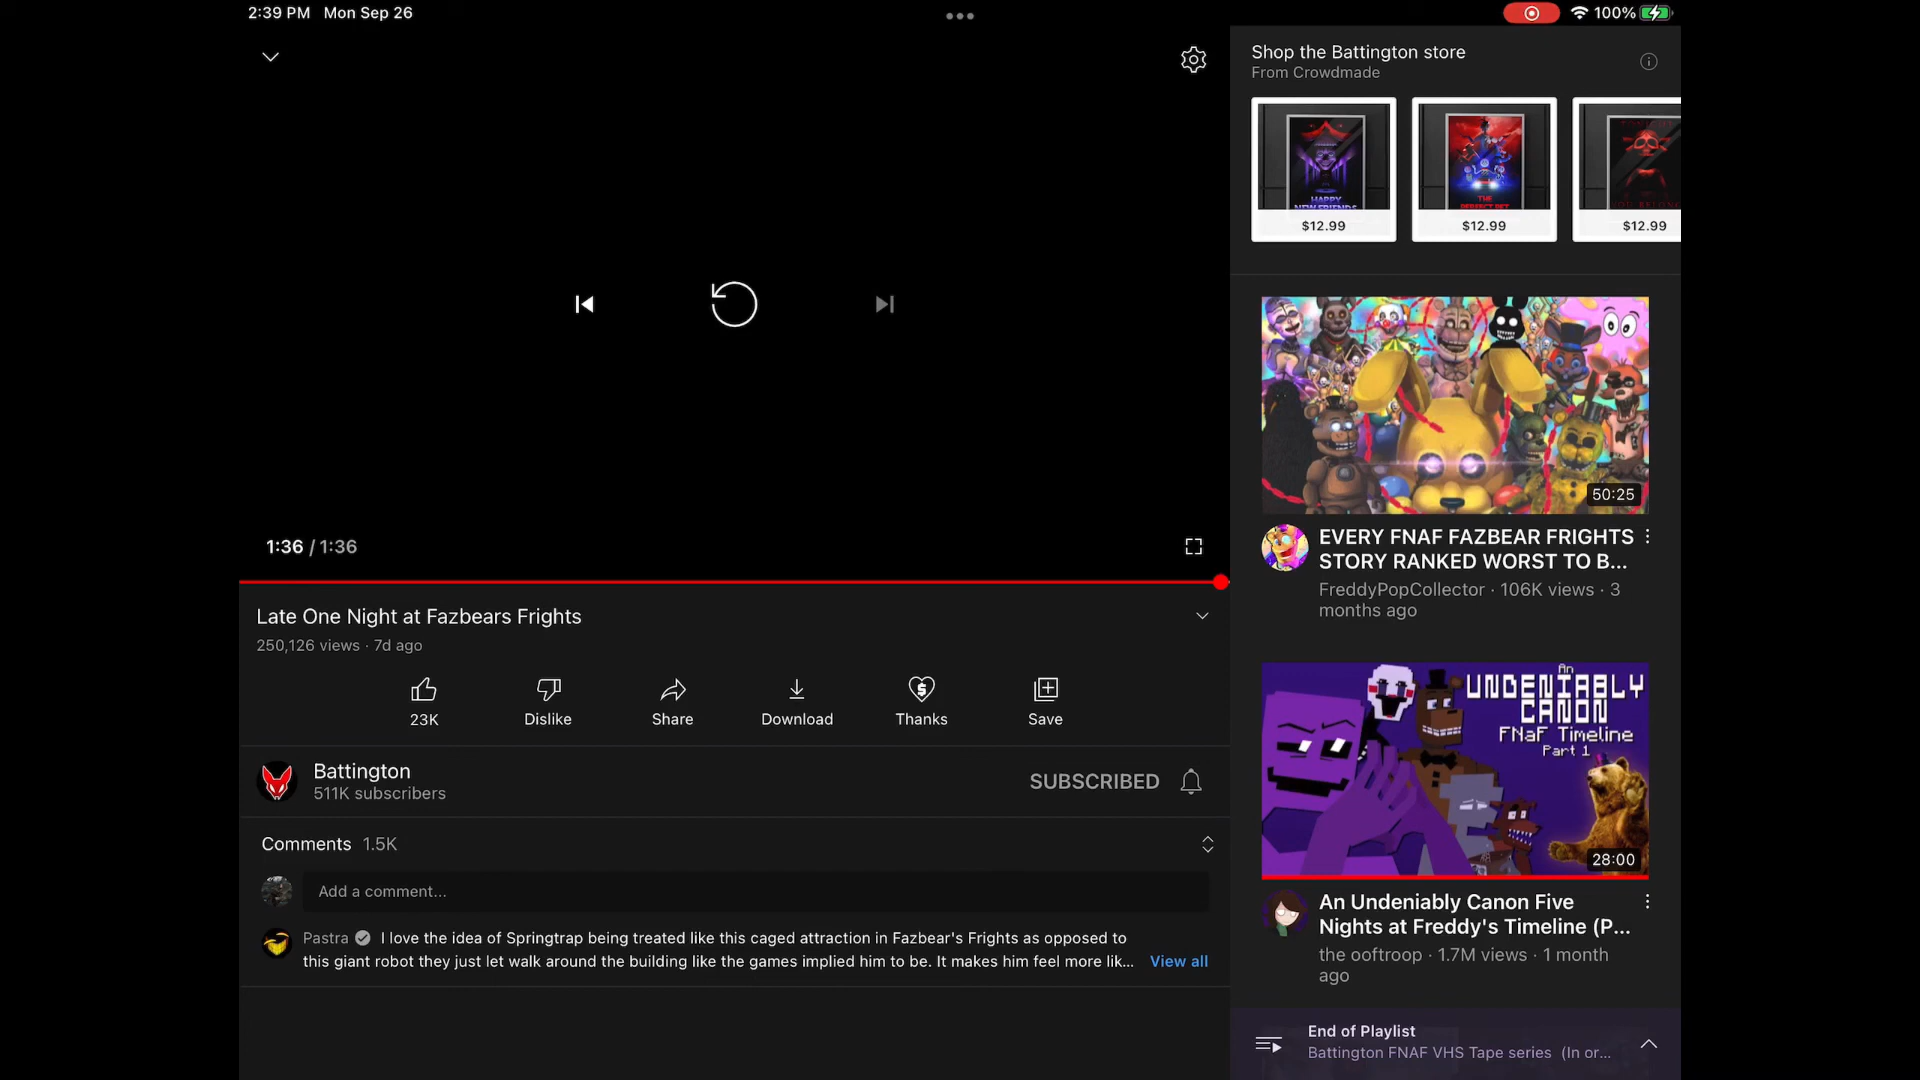 2:39 PM Mon Sep 26
100%
1:36 / 1:36
Late One Night at Fazbears Frights
250,126 views · 7d ago
23K
Dislike
Share
Download
Thanks
Save
Battington
511K subscribers
SUBSCRIBED
Comments 1.5K
Add a comment...
Pastra I love the idea of Springtrap being treated like this caged attraction in Fazbear's Frights as opposed to
this giant robot they just let walk around the building like the games implied him to be. It makes him feel more lik... View all
Shop the Battington store
From Crowdmade
HAPPY
NEW FRIENDS
$12.99
THE
PERFECT PET
$12.99
$12.99
50:25
EVERY FNAF FAZBEAR FRIGHTS
STORY RANKED WORST TO B...
FreddyPopCollector · 106K views · 3
months ago
An
UNDENIABLY
CANON
FNaF Timeline
Part 1
28:00
An Undeniably Canon Five
Nights at Freddy's Timeline (P...
the ooftroop · 1.7M views · 1 month
ago
End of Playlist
Battington FNAF VHS Tape series (In or...